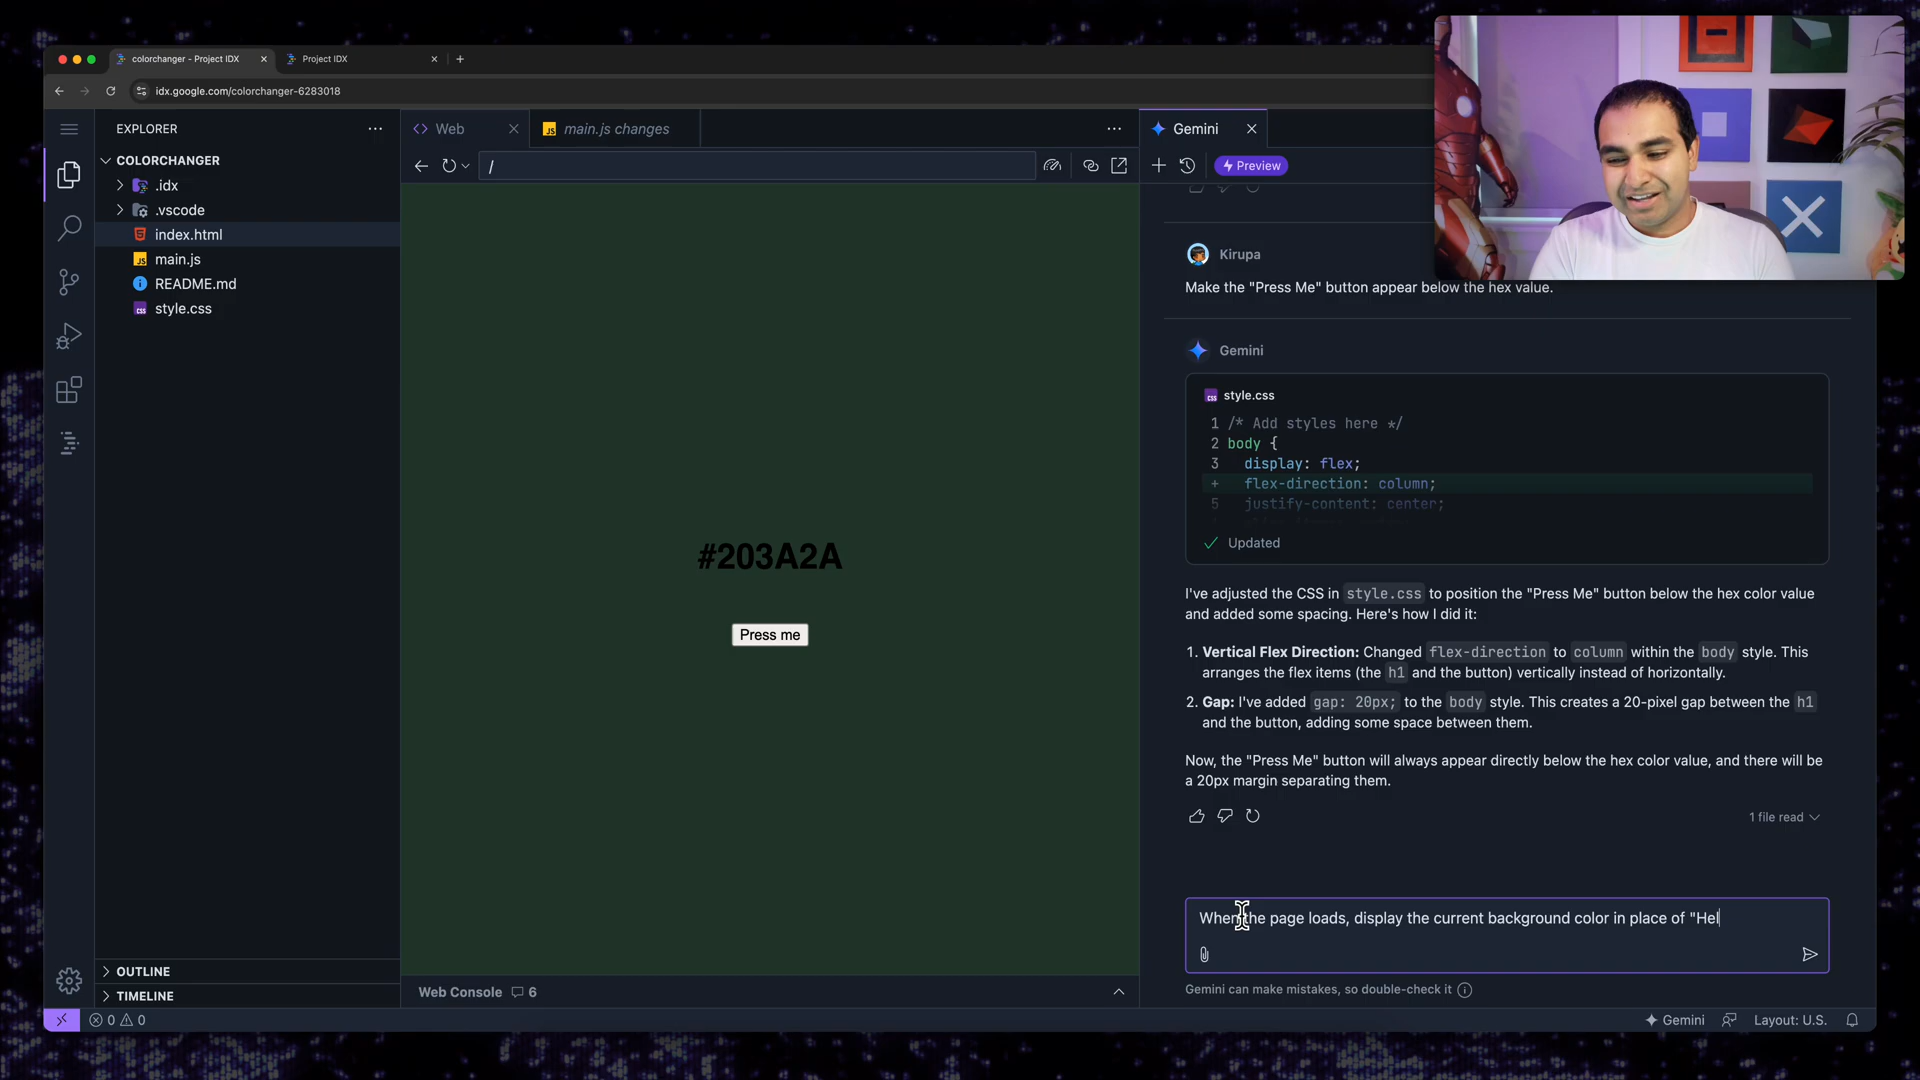 colorchanger - Project IDX
Project IDX
idx.google.com/colorchanger-6283018
EXPLORER
COLORCHANGER
.idx
.vscode
index.html
JS main.js
README.md
css style.css
OUTLINE
TIMELINE
0 0
Web
JS main.js changes
/
#203A2A
Press me
Web Console 6
Gemini
Preview
Kirupa
Make the "Press Me" button appear below the hex value.
Gemini
css style.css
1 /* Add styles here */
2 body {
3 display: flex;
+ flex-direction: column;
5 justify-content: center;
Updated
I've adjusted the CSS in style.css to position the "Press Me" button below the hex color value
and added some spacing. Here's how I did it:
1. Vertical Flex Direction: Changed flex-direction to column within the body style. This
arranges the flex items (the h1 and the button) vertically instead of horizontally.
2. Gap: I've added gap: 20px; to the body style. This creates a 20-pixel gap between the h1
and the button, adding some space between them.
Now, the "Press Me" button will always appear directly below the hex color value, and there will be
a 20px margin separating them.
1 file read
When the page loads, display the current background color in place of "Hel
Gemini can make mistakes, so double-check it
Gemini
Layout: U.S.